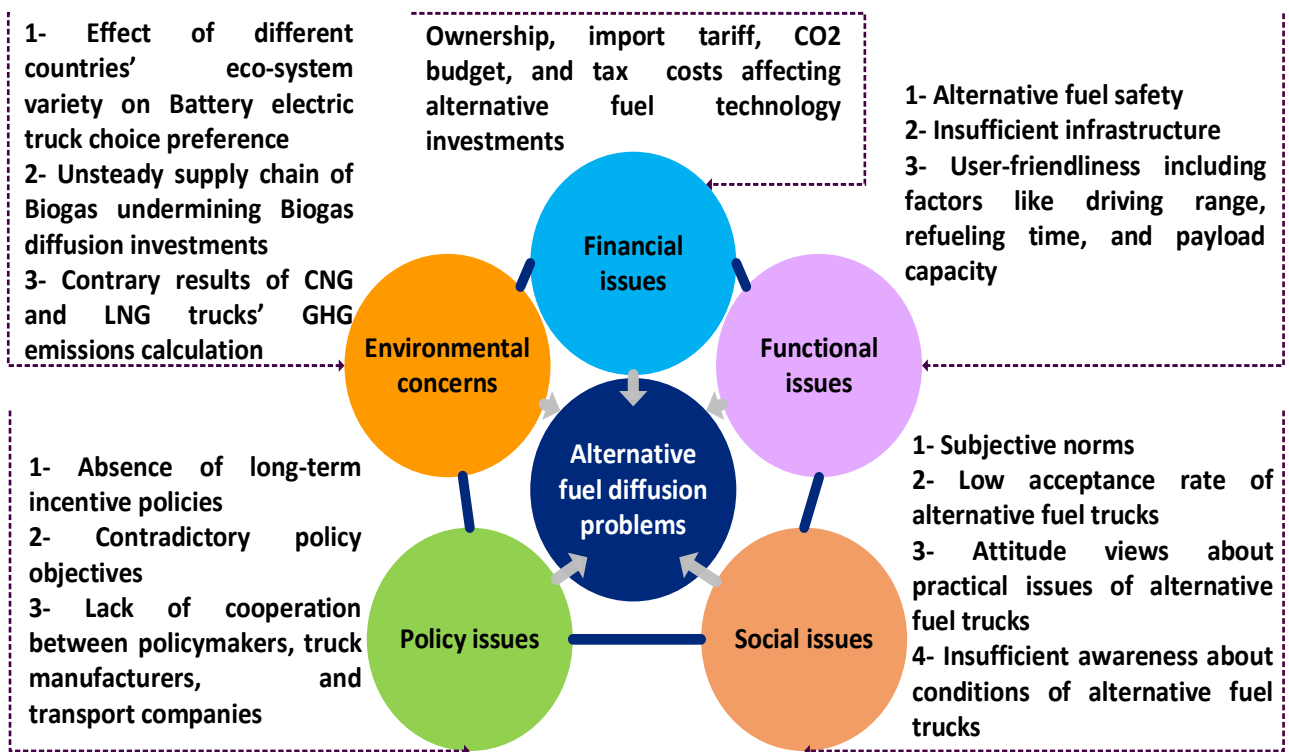 1- Effect of different
countries’ eco-system
variety on Battery electric
truck choice preference
2- Unsteady supply chain of
Biogas undermining Biogas
diffusion investments
3- Contrary results of CNG
and LNG trucks’ GHG
emissions calculation
Ownership, import tariff, CO2
budget, and tax costs affecting
alternative fuel technology
investments
1- Alternative fuel safety
2- Insufficient infrastructure
3- User-friendliness including
factors like driving range,
refueling time, and payload
capacity
Financial
issues
Environmental
concerns
Functional
issues
Alternative
fuel diffusion
problems
1- Absence of long-term
incentive policies
2- Contradictory policy
objectives
3- Lack of cooperation
between policymakers, truck
manufacturers, and
transport companies
Policy issues
Social issues
1- Subjective norms
2- Low acceptance rate of
alternative fuel trucks
3- Attitude views about
practical issues of alternative
fuel trucks
4- Insufficient awareness about
conditions of alternative fuel
trucks